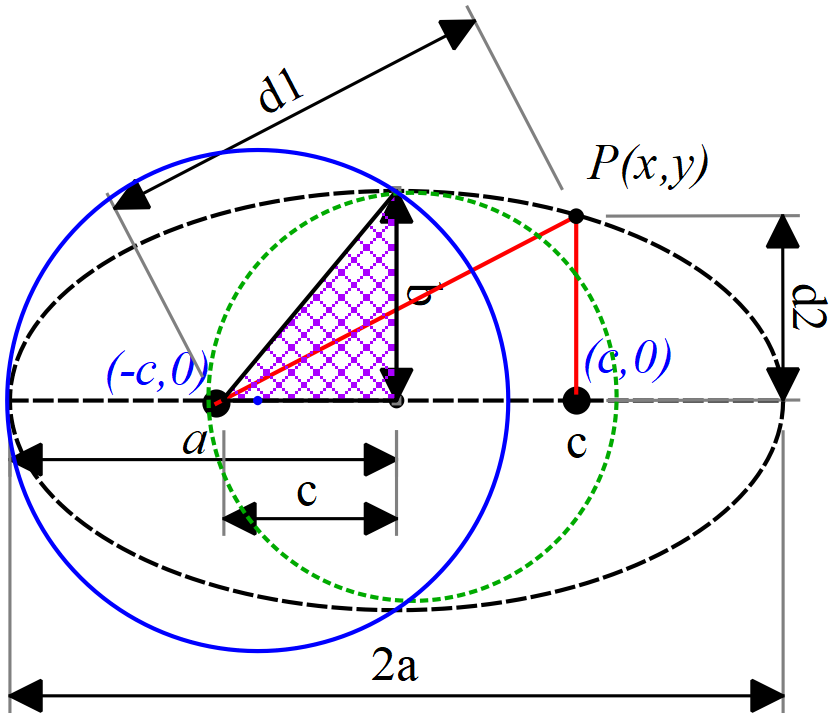 d1
P(x,y)
b
d2
(-c,0)
(c,0)
a
c
c
2a